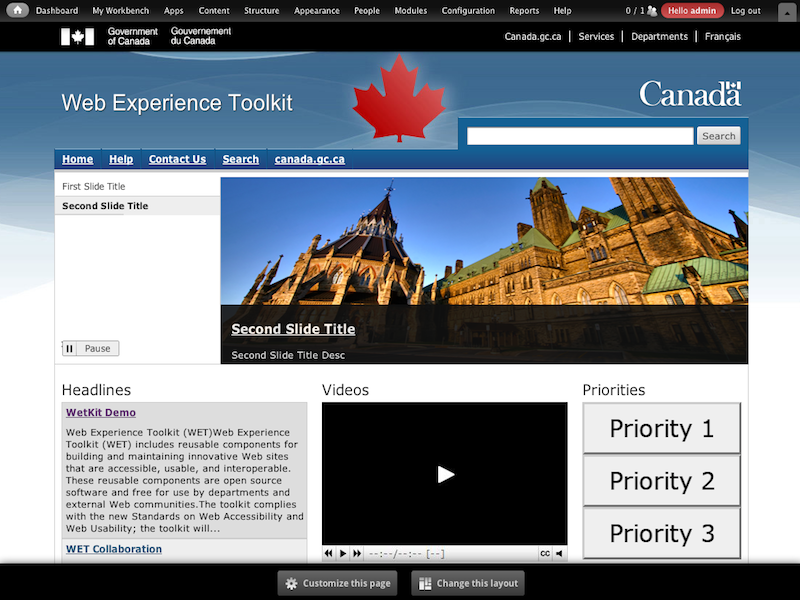 Dashboard My Workbench Apps Content Structure Appearance People Modules Configuration Reports Help 0 / 1 Hello admin Log out
Government of Canada
Gouvernement du Canada
Canada.gc.ca Services Departments Français
Web Experience Toolkit
Canada
Search
Home Help Contact Us Search canada.gc.ca
First Slide Title
Second Slide Title
Pause
Second Slide Title
Second Slide Title Desc
Headlines
WetKit Demo
Web Experience Toolkit (WET)Web Experience
Toolkit (WET) includes reusable components for
building and maintaining innovative Web sites
that are accessible, usable, and interoperable.
These reusable components are open source
software and free for use by departments and
external Web communities.The toolkit complies
with the new Standards on Web Accessibility and
Web Usability; the toolkit will...
WET Collaboration
Videos
--:--/--:-- [--] CC
Priorities
Priority 1
Priority 2
Priority 3
Customize this page Change this layout